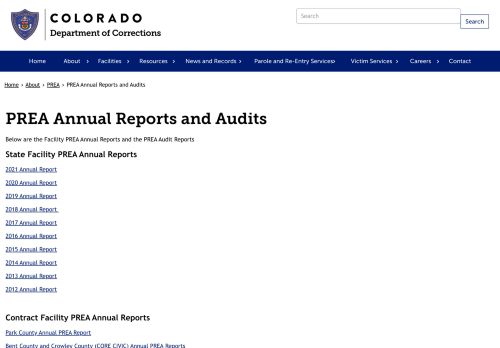 COLORADO
Department of Corrections
Search
Search
Home About Facilities Resources News and Records Parole and Re-Entry Services Victim Services Careers Contact
Home › About › PREA › PREA Annual Reports and Audits
PREA Annual Reports and Audits
Below are the Facility PREA Annual Reports and the PREA Audit Reports
State Facility PREA Annual Reports
2021 Annual Report
2020 Annual Report
2019 Annual Report
2018 Annual Report
2017 Annual Report
2016 Annual Report
2015 Annual Report
2014 Annual Report
2013 Annual Report
2012 Annual Report
Contract Facility PREA Annual Reports
Park County Annual PREA Report
Bent County and Crowley County (CORE CIVIC) Annual PREA Reports